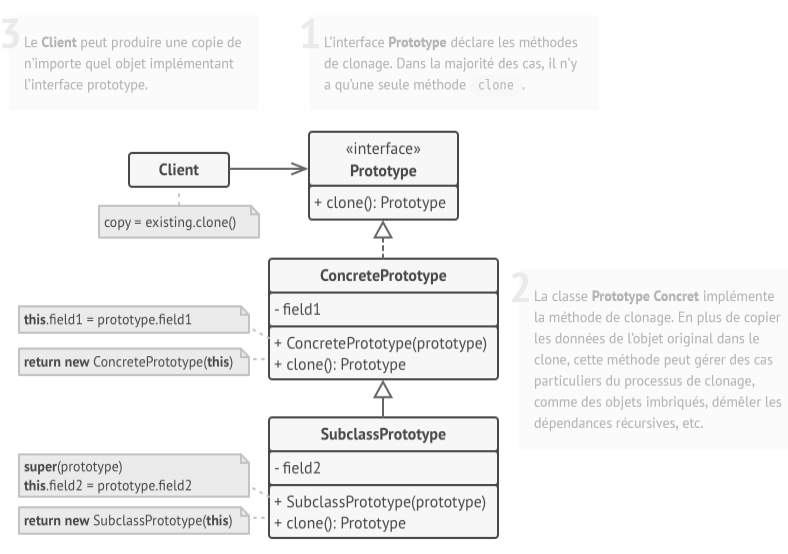 3
Le Client peut produire une copie de
n'importe quel objet implémentant
l'interface prototype.
1
L'interface Prototype déclare les méthodes
de clonage. Dans la majorité des cas, il n'y
a qu'une seule méthode clone .
Client
copy = existing.clone()
«interface»
Prototype
+ clone(): Prototype
ConcretePrototype
- field1
+ ConcretePrototype(prototype)
+ clone(): Prototype
this.field1 = prototype.field1
return new ConcretePrototype(this)
2
La classe Prototype Concret implémente
la méthode de clonage. En plus de copier
les données de l'objet original dans le
clone, cette méthode peut gérer des cas
particuliers du processus de clonage,
comme des objets imbriqués, démêler les
dépendances récursives, etc.
SubclassPrototype
- field2
+ SubclassPrototype(prototype)
+ clone(): Prototype
super(prototype)
this.field2 = prototype.field2
return new SubclassPrototype(this)